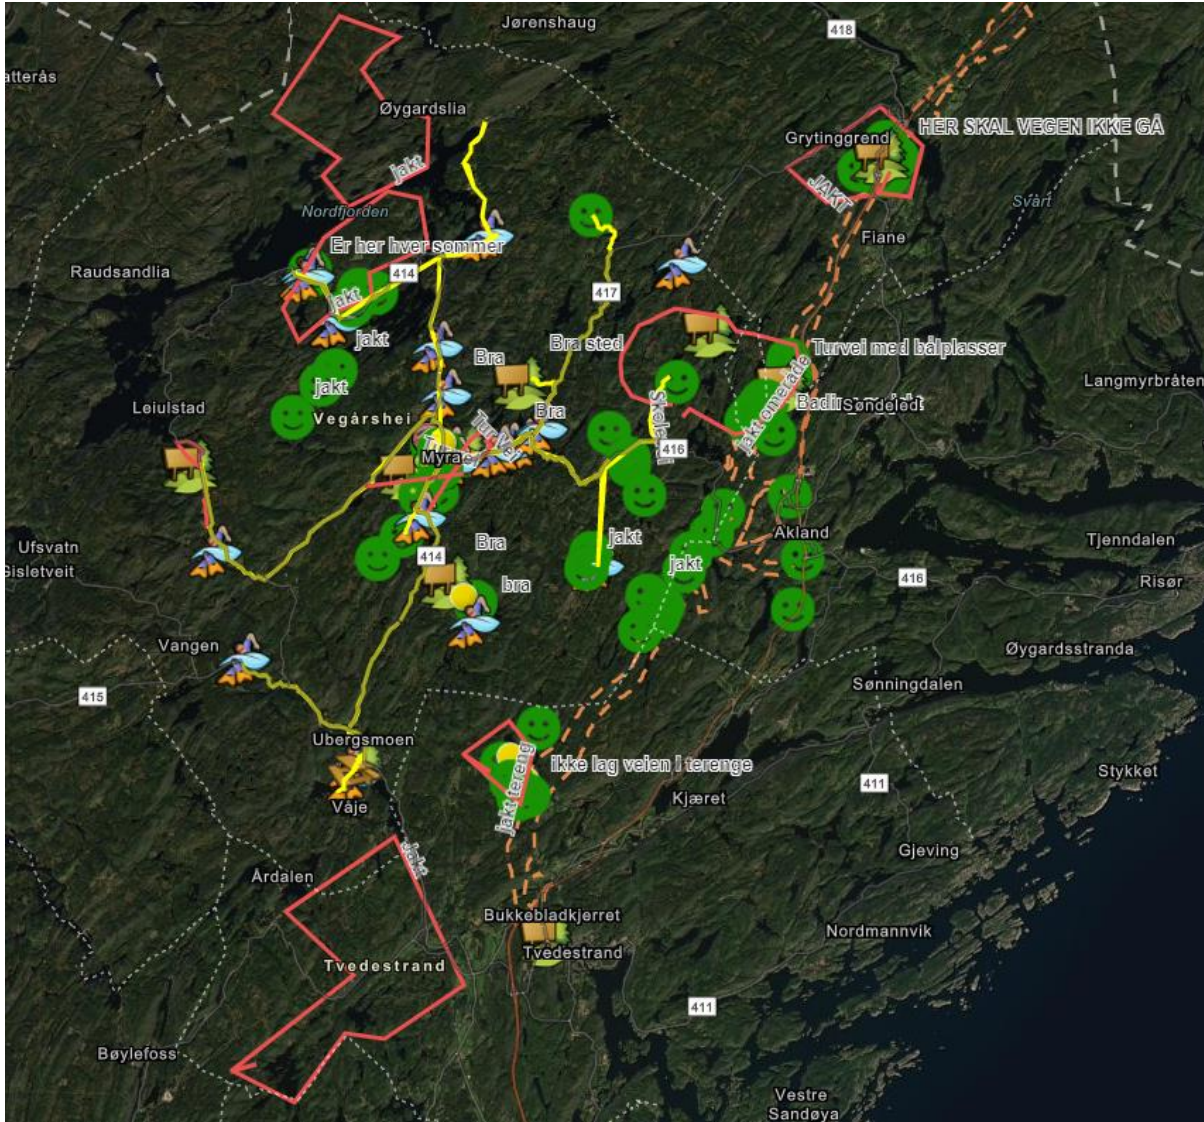 Jørenshaug
418
atterås
Øygardslia
Grytinggrend
HER SKAL VEGEN IKKE GÅ
jakt
JAKT
Nordfjorden
Svart
Er her hver sommer
Fiane
Raudsandlia
414
417
jakt
jakt
Bra sted
Turvei med bålplasser
Bra
jakt
Langmyrbråten
jakt område
Leiulstad
Vegårshei
Bra
Søndeled
416
Myra
Ufsvatn
Gisletveit
414
Bra
jakt
jakt
Akland
Tjenndalen
416
Risør
bra
Vangen
Øygardsstranda
415
Sønningdalen
Ubergsmoen
ikke lag veien i terenge
Stykket
411
jakt tereng
Kjæret
Våje
Gjeving
Jakt
Årdalen
Bukkebladkjerret
Nordmannvik
Tvedestrand
Tvedestrand
411
Bøylefoss
Vestre
Sandøya